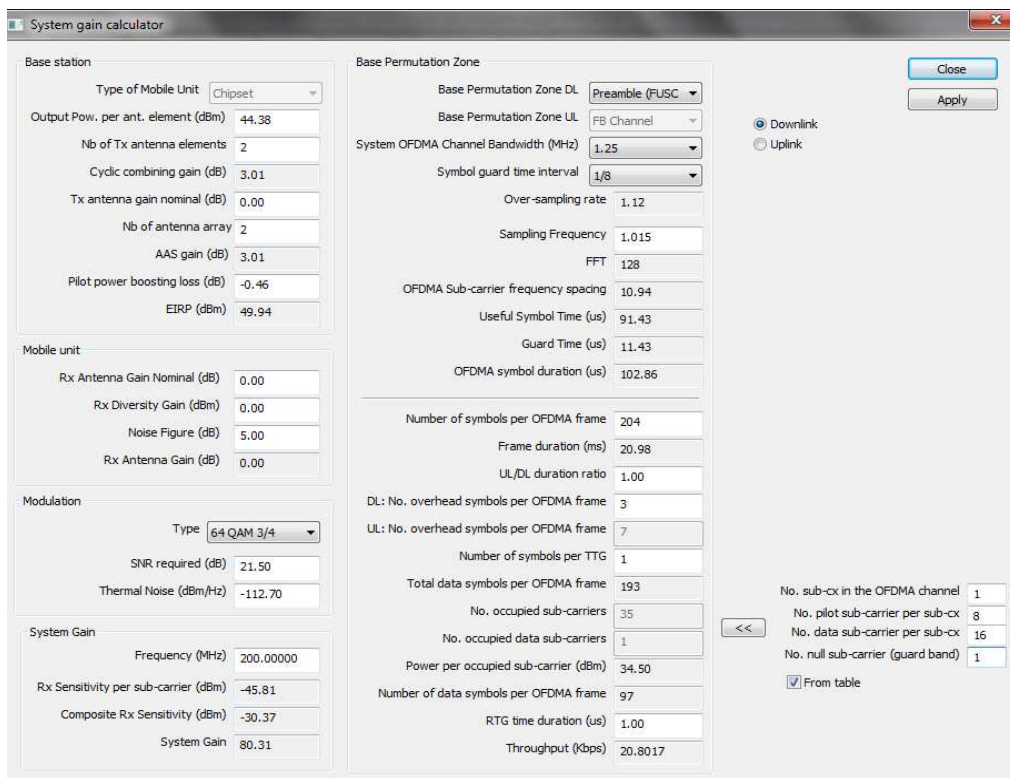 System gain calculator
Base station
Type of Mobile Unit Chipset
Output Pow. per ant. element (dBm) 44.38
Nb of Tx antenna elements 2
Cyclic combining gain (dB) 3.01
Tx antenna gain nominal (dB) 0.00
Nb of antenna array 2
AAS gain (dB) 3.01
Pilot power boosting loss (dB) -0.46
EIRP (dBm) 49.94
Mobile unit
Rx Antenna Gain Nominal (dB) 0.00
Rx Diversity Gain (dBm) 0.00
Noise Figure (dB) 5.00
Rx Antenna Gain (dB) 0.00
Modulation
Type 64 QAM 3/4
SNR required (dB) 21.50
Thermal Noise (dBm/Hz) -112.70
System Gain
Frequency (MHz) 200.00000
Rx Sensitivity per sub-carrier (dBm) -45.81
Composite Rx Sensitivity (dBm) -30.37
System Gain 80.31
Base Permutation Zone
Base Permutation Zone DL Preamble (FUSC
Base Permutation Zone UL FB Channel
System OFDMA Channel Bandwidth (MHz) 1.25
Symbol guard time interval 1/8
Over-sampling rate 1.12
Sampling Frequency 1.015
FFT 128
OFDMA Sub-carrier frequency spacing 10.94
Useful Symbol Time (us) 91.43
Guard Time (us) 11.43
OFDMA symbol duration (us) 102.86
Number of symbols per OFDMA frame 204
Frame duration (ms) 20.98
UL/DL duration ratio 1.00
DL: No. overhead symbols per OFDMA frame 3
UL: No. overhead symbols per OFDMA frame 7
Number of symbols per TTG 1
Total data symbols per OFDMA frame 193
No. occupied sub-carriers 35
No. occupied data sub-carriers 1
Power per occupied sub-carrier (dBm) 34.50
Number of data symbols per OFDMA frame 97
RTG time duration (us) 1.00
Throughput (Kbps) 20.8017
Close
Apply
Downlink
Uplink
<<
No. sub-cx in the OFDMA channel 1
No. pilot sub-carrier per sub-cx 8
No. data sub-carrier per sub-cx 16
No. null sub-carrier (guard band) 1
From table